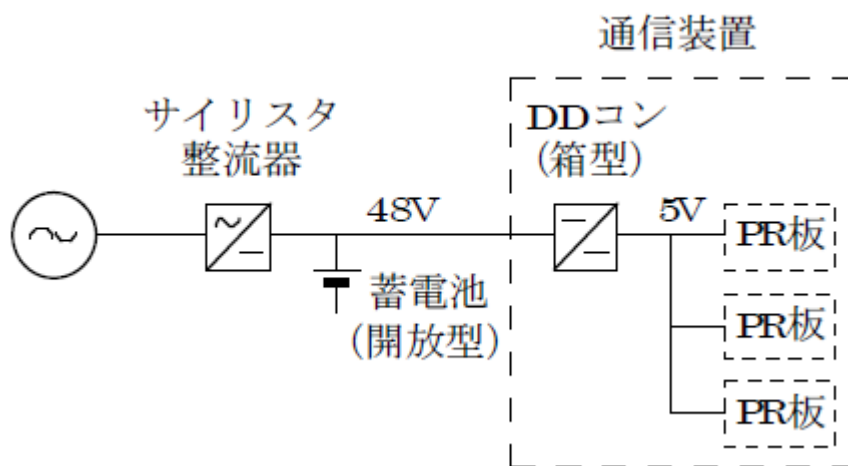 通信装置
サイリスタ
整流器
DDコン
(箱型)
48V
5V
PR板
蓄電池
(開放型)
PR板
PR板